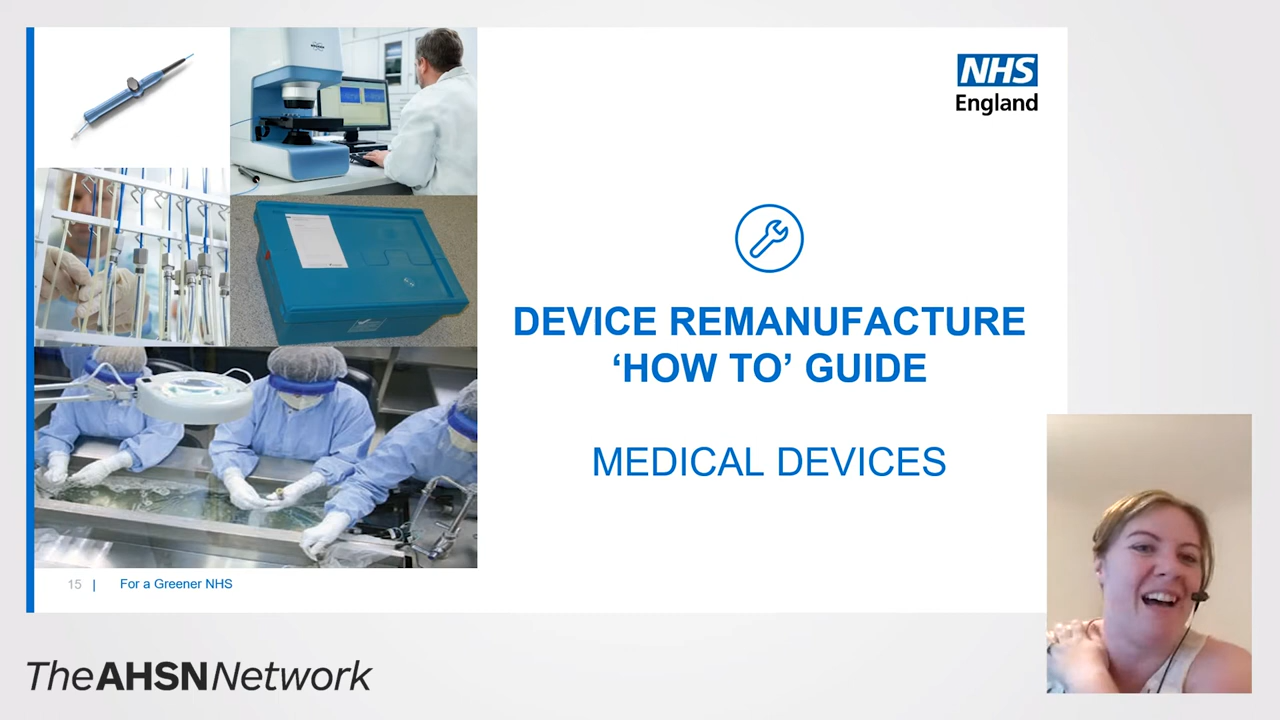 NHS
England
DEVICE REMANUFACTURE
‘HOW TO’ GUIDE
MEDICAL DEVICES
15 | For a Greener NHS
The AHSN Network